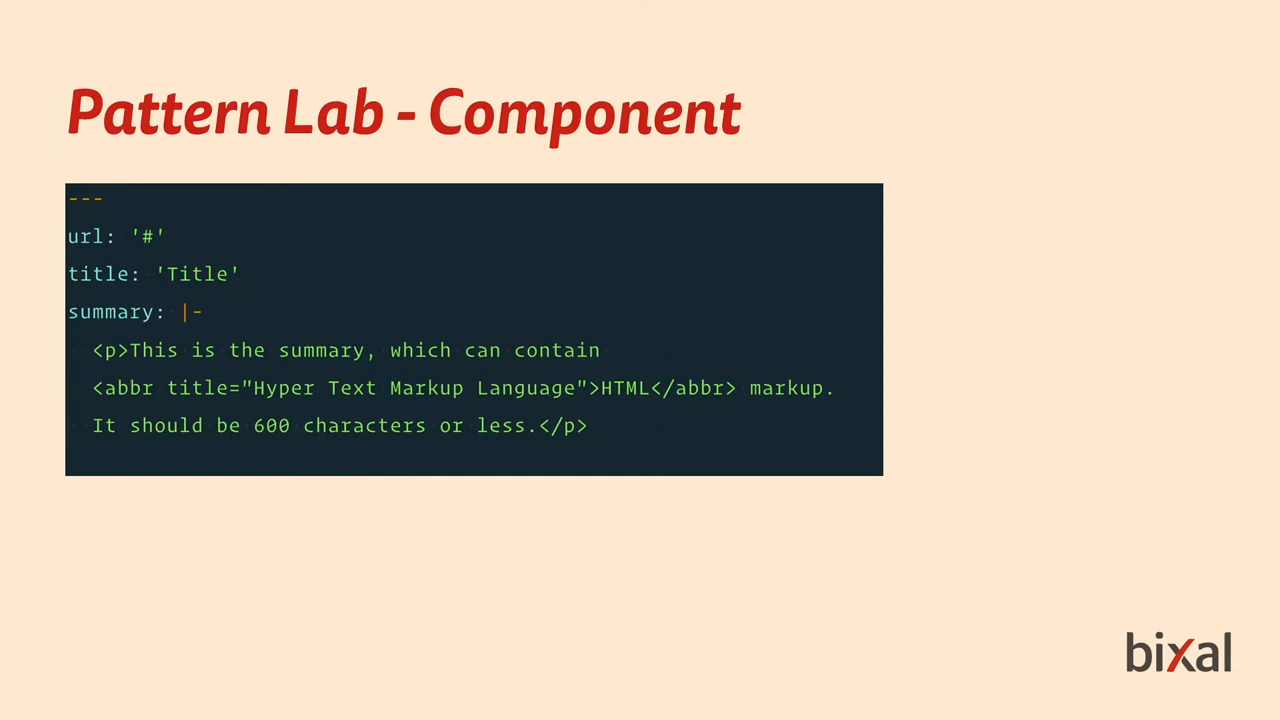 Pattern Lab - Component
---
url: '#'
title: 'Title'
summary: |-
<p>This is the summary, which can contain
<abbr title="Hyper Text Markup Language">HTML</abbr> markup.
It should be 600 characters or less.</p>
bixal